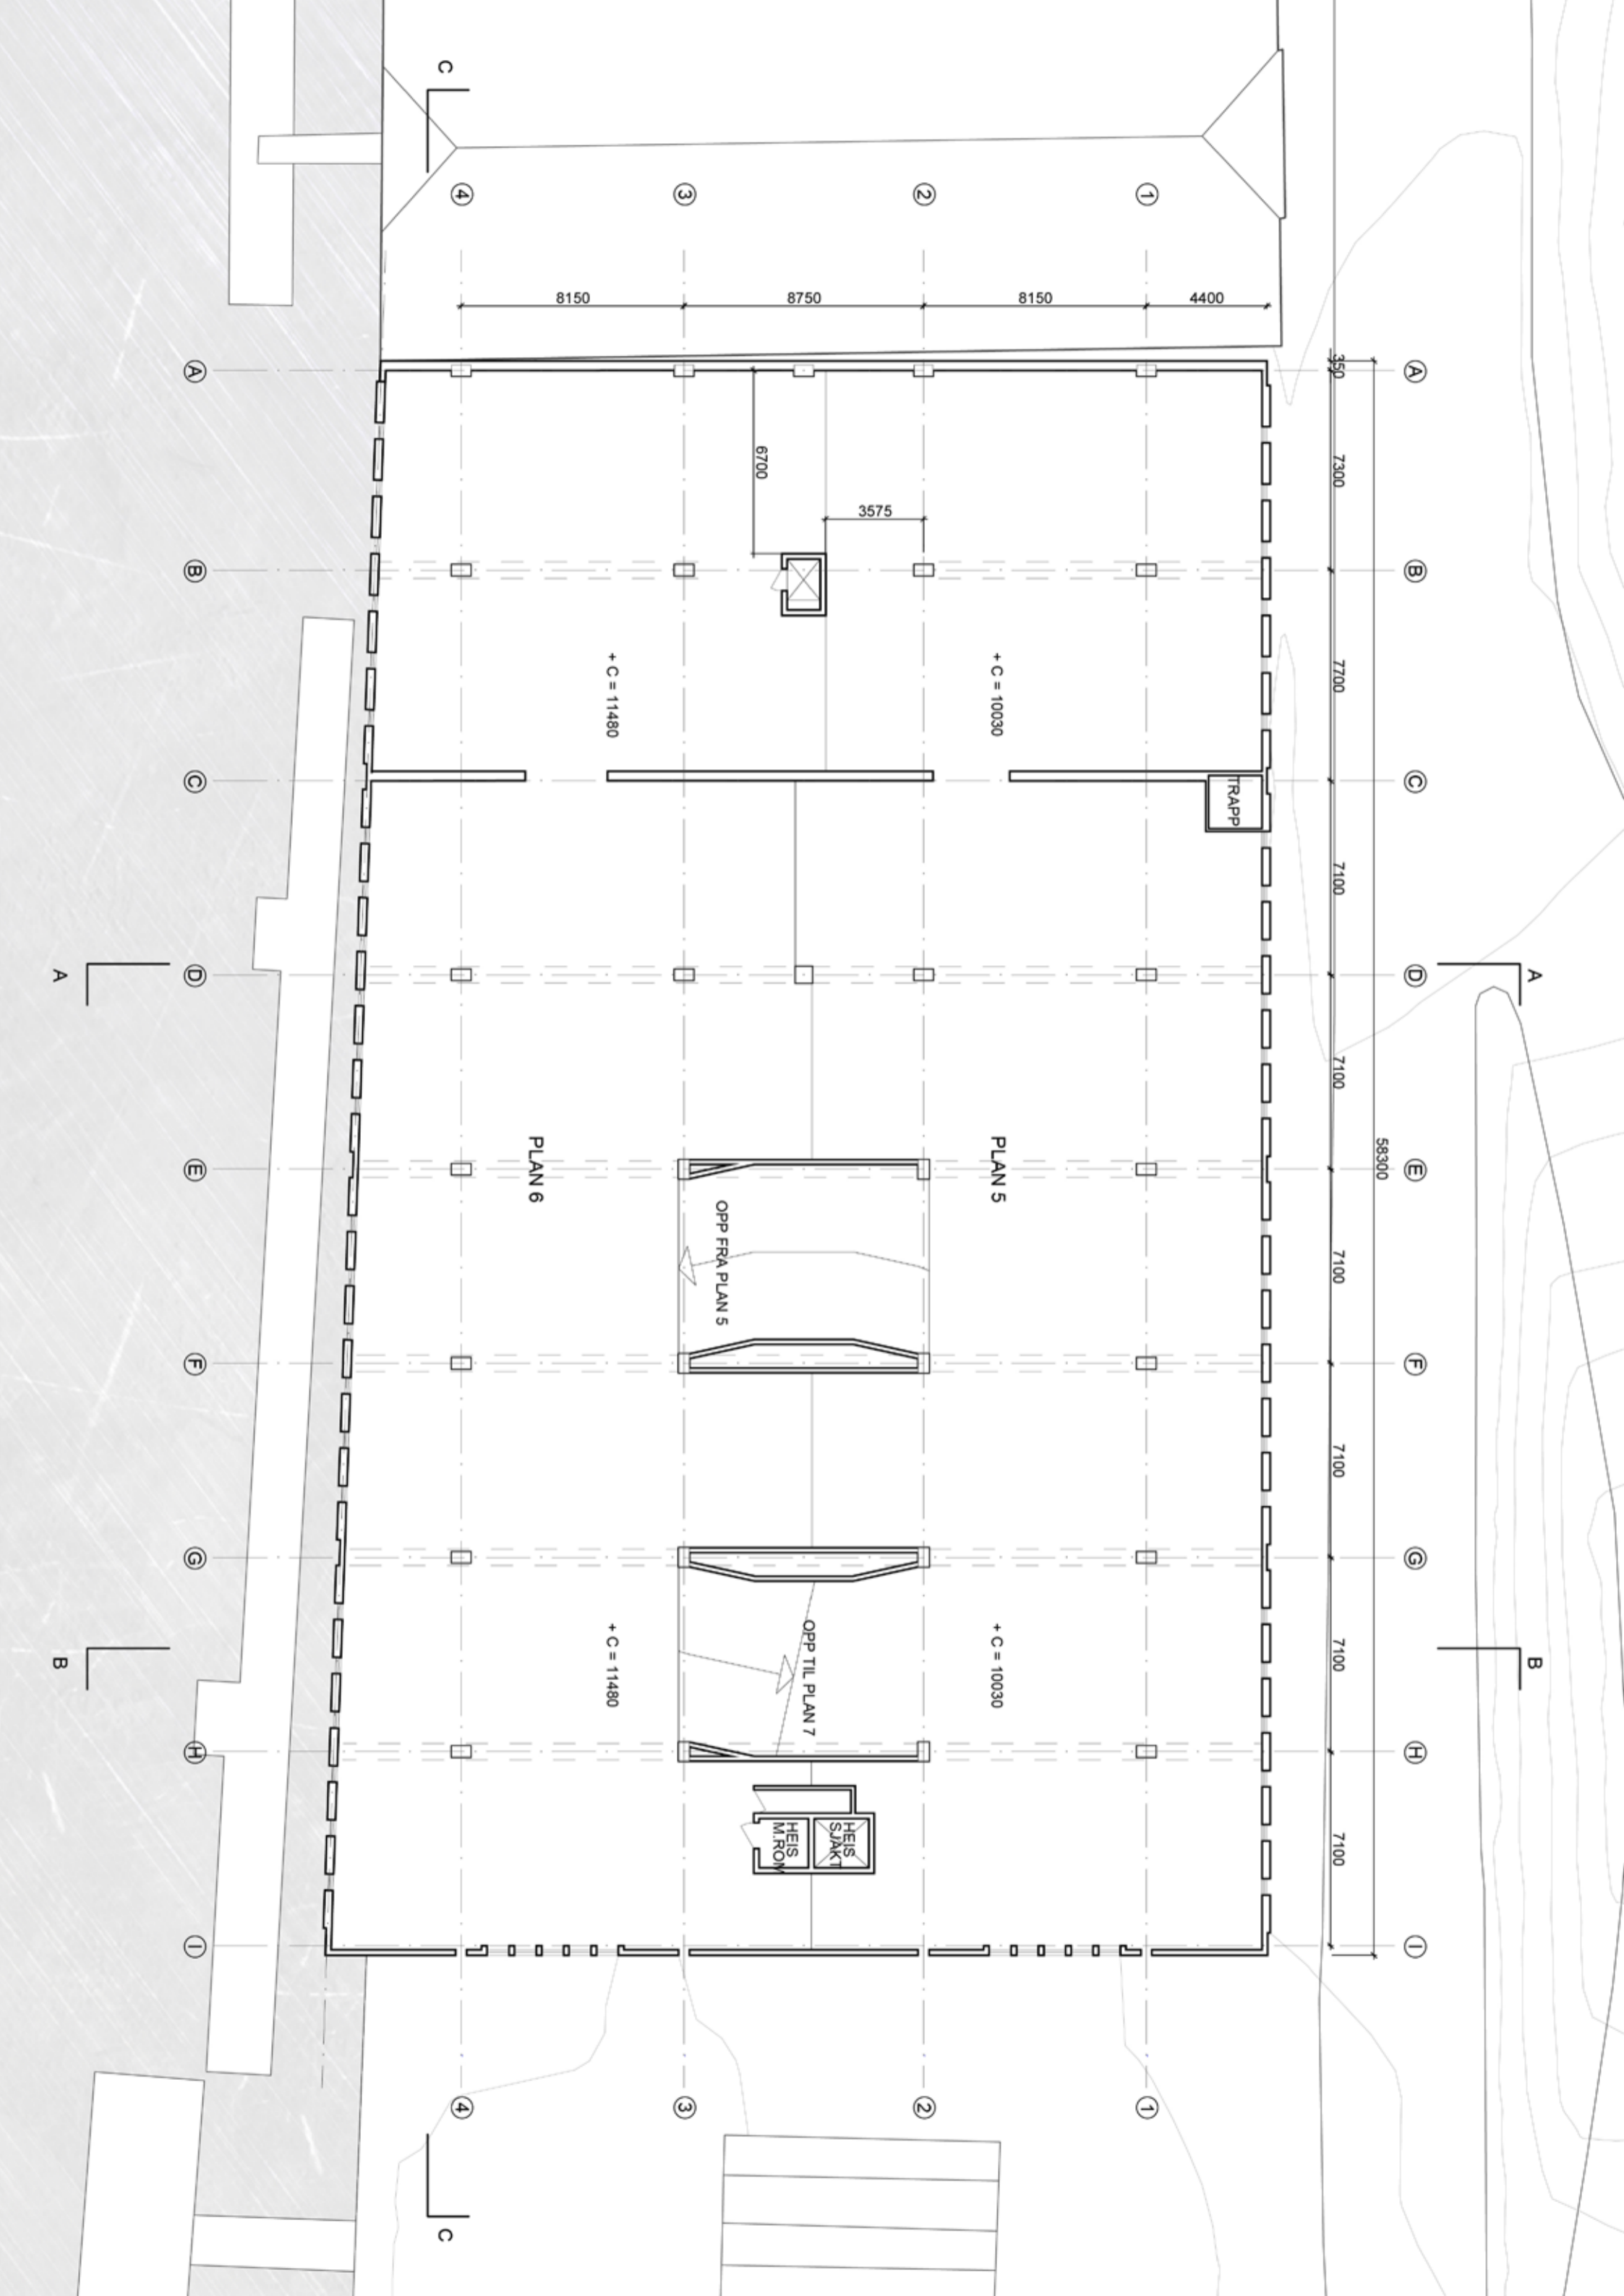 C
4
3
2
1
8150
8750
8150
4400
350
A
A
6700
7300
3575
B
B
+ C = 11480
+ C = 10030
7700
C
C
TRAPP
7100
A
D
D
A
7100
PLAN 6
PLAN 5
58300
E
E
OPP FRA PLAN 5
7100
F
F
7100
G
G
+ C = 11480
OPP TIL PLAN 7
+ C = 10030
7100
B
B
H
H
HEIS
M.ROM
HEIS
SJAKT
7100
I
I
4
3
2
1
C